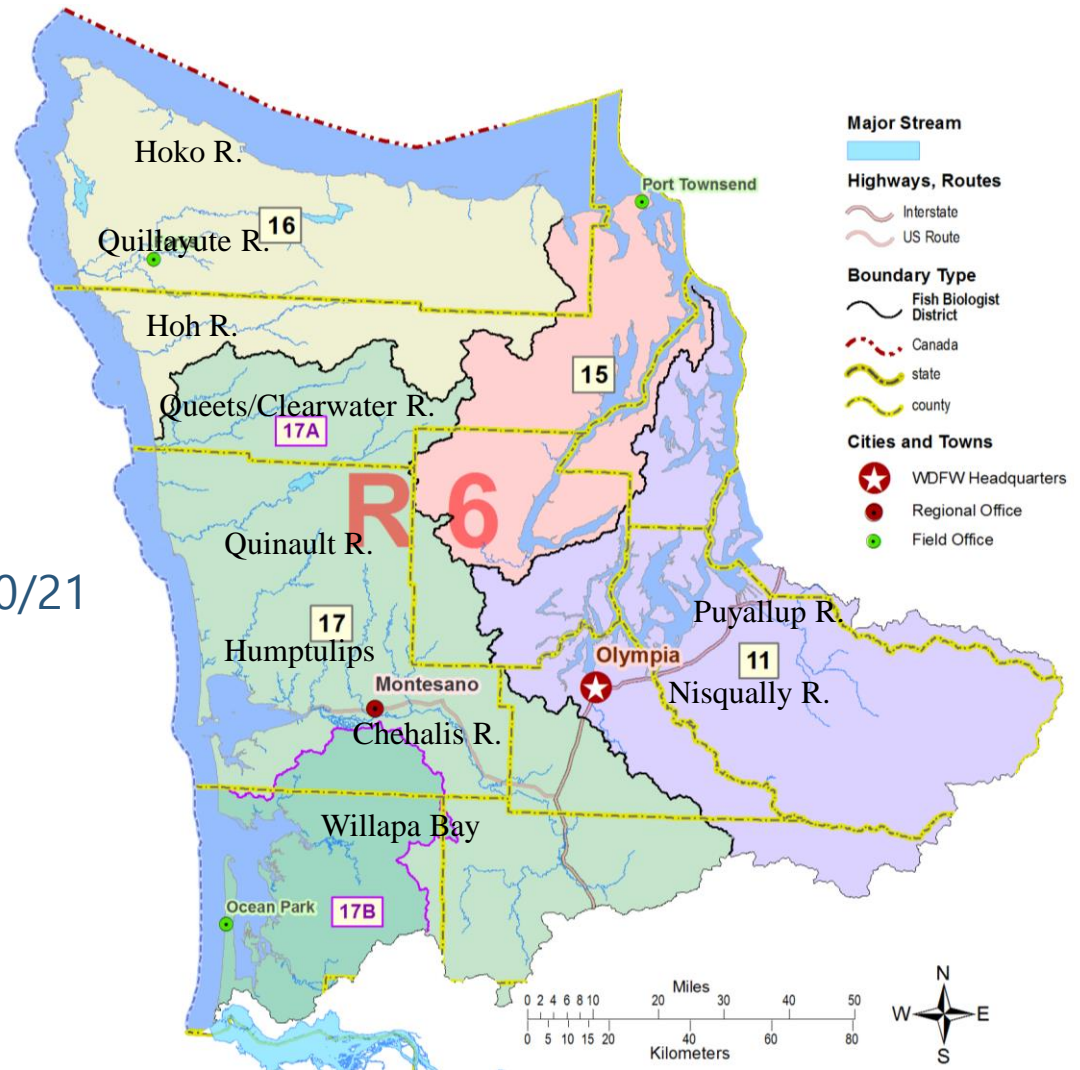 Hoko R.
16
Quillayute R.
Hoh R.
Queets/Clearwater R.
17A
Port Townsend
15
R 6
Quinault R.
0/21
17
Humptulips
Montesano
Chehalis R.
Olympia
Puyallup R.
11
Nisqually R.
Willapa Bay
17B
Ocean Park
Major Stream
Highways, Routes
Interstate
US Route
Boundary Type
Fish Biologist
District
Canada
state
county
Cities and Towns
WDFW Headquarters
Regional Office
Field Office
Miles
0 2 4 6 8 10 20 30 40 50
0 5 10 15 20 40 60 80
Kilometers
N
W E
S